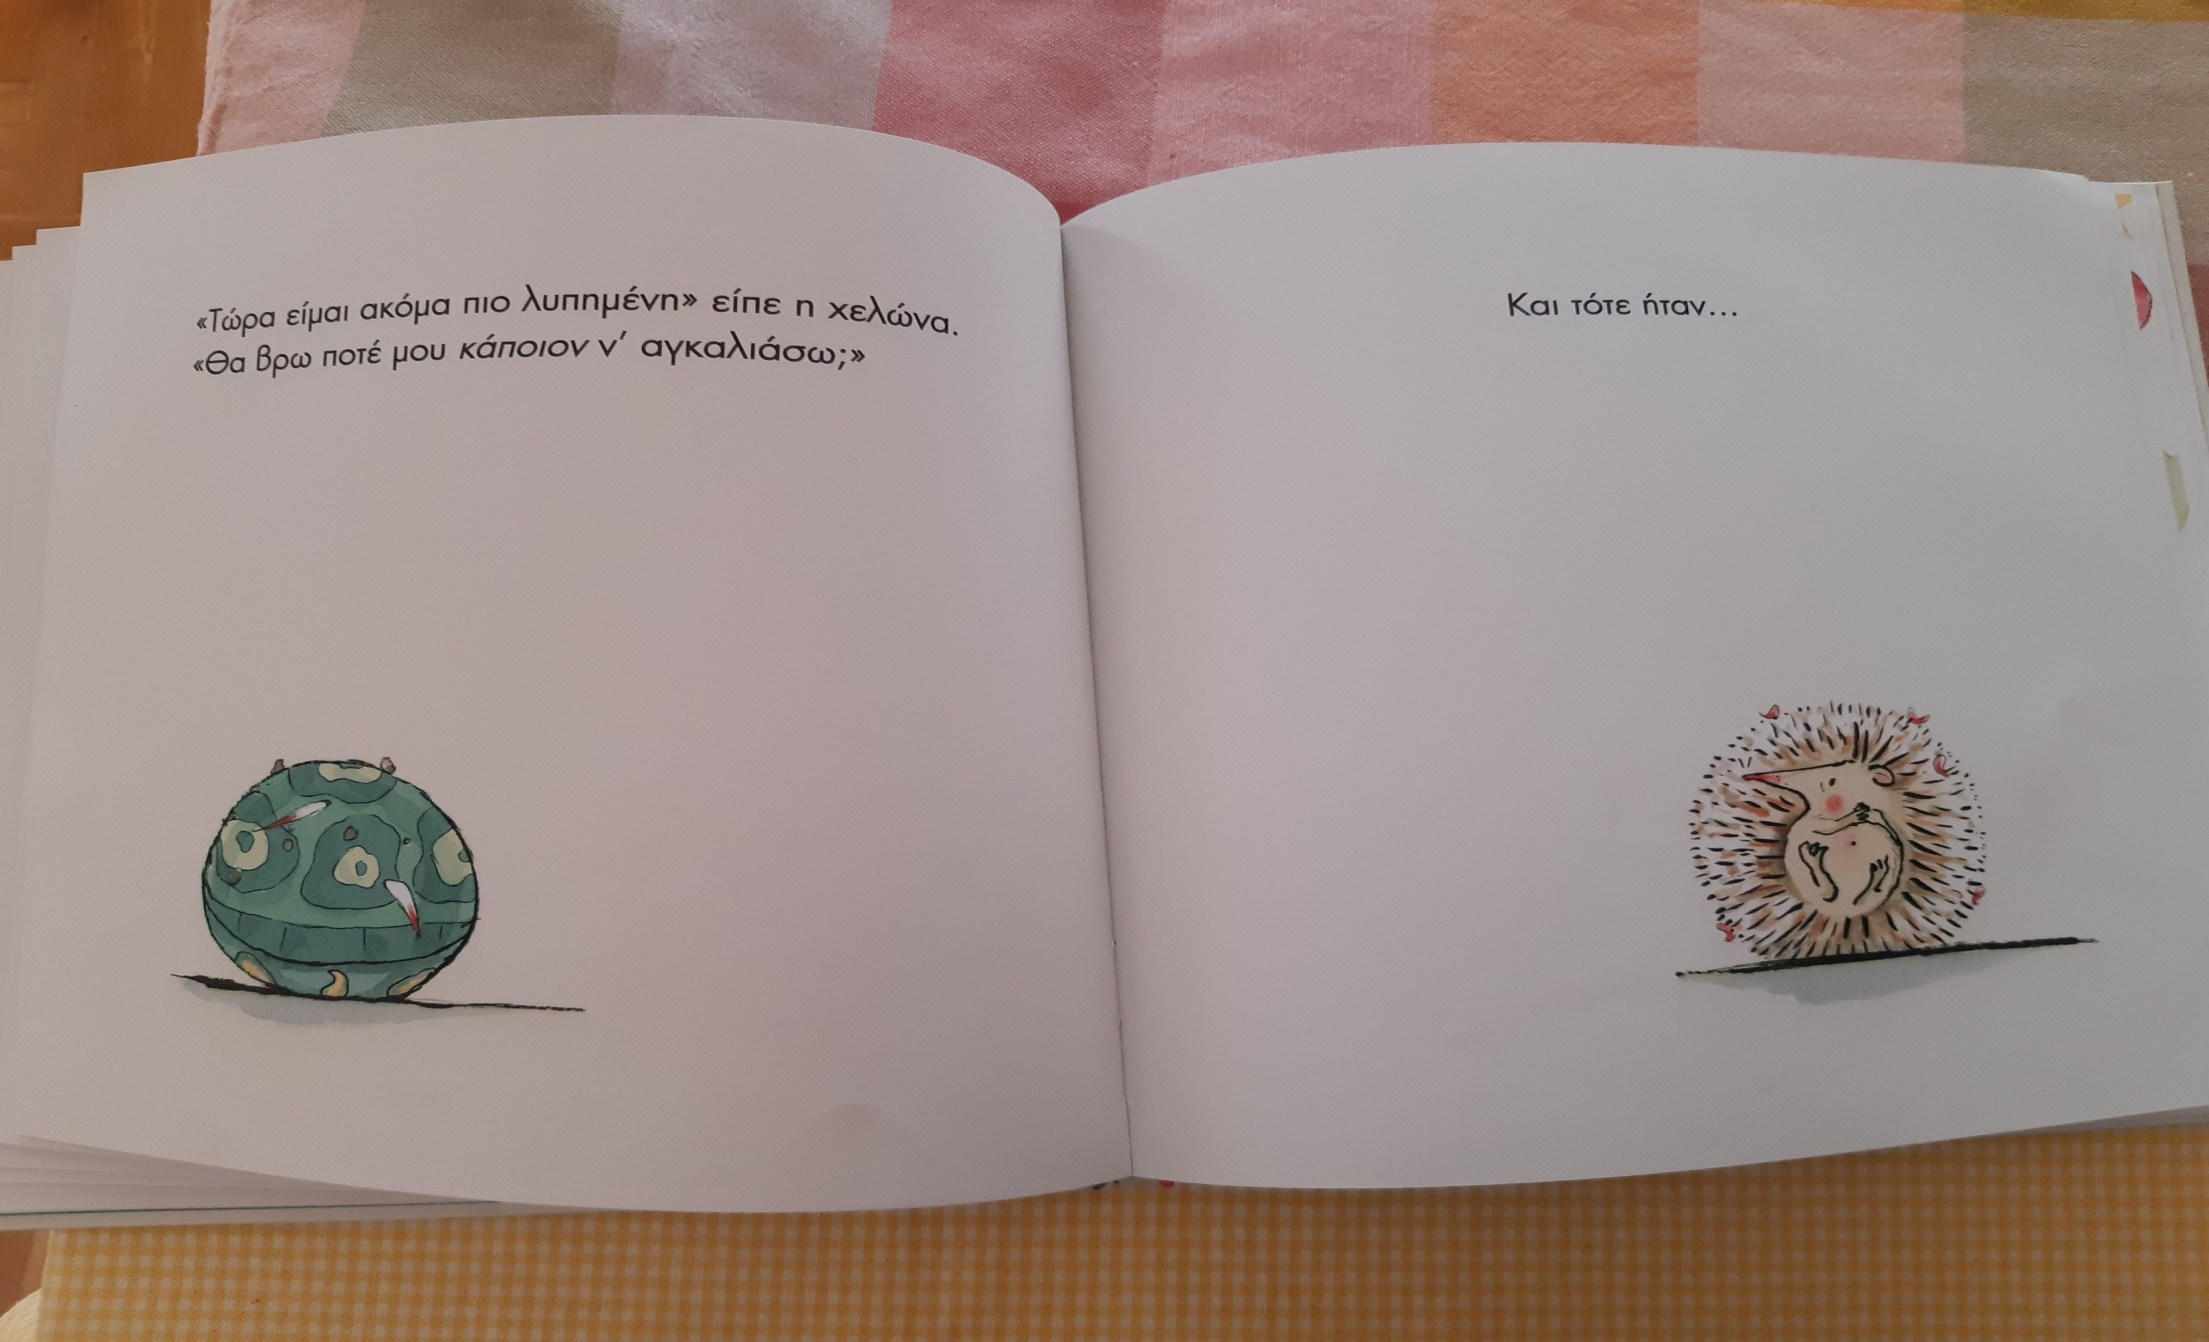 «Τώρα είμαι ακόμα πιο λυπημένη» είπε η χελώνα.
«Θα βρω ποτέ μου κάποιον ν’ αγκαλιάσω;»
Και τότε ήταν...